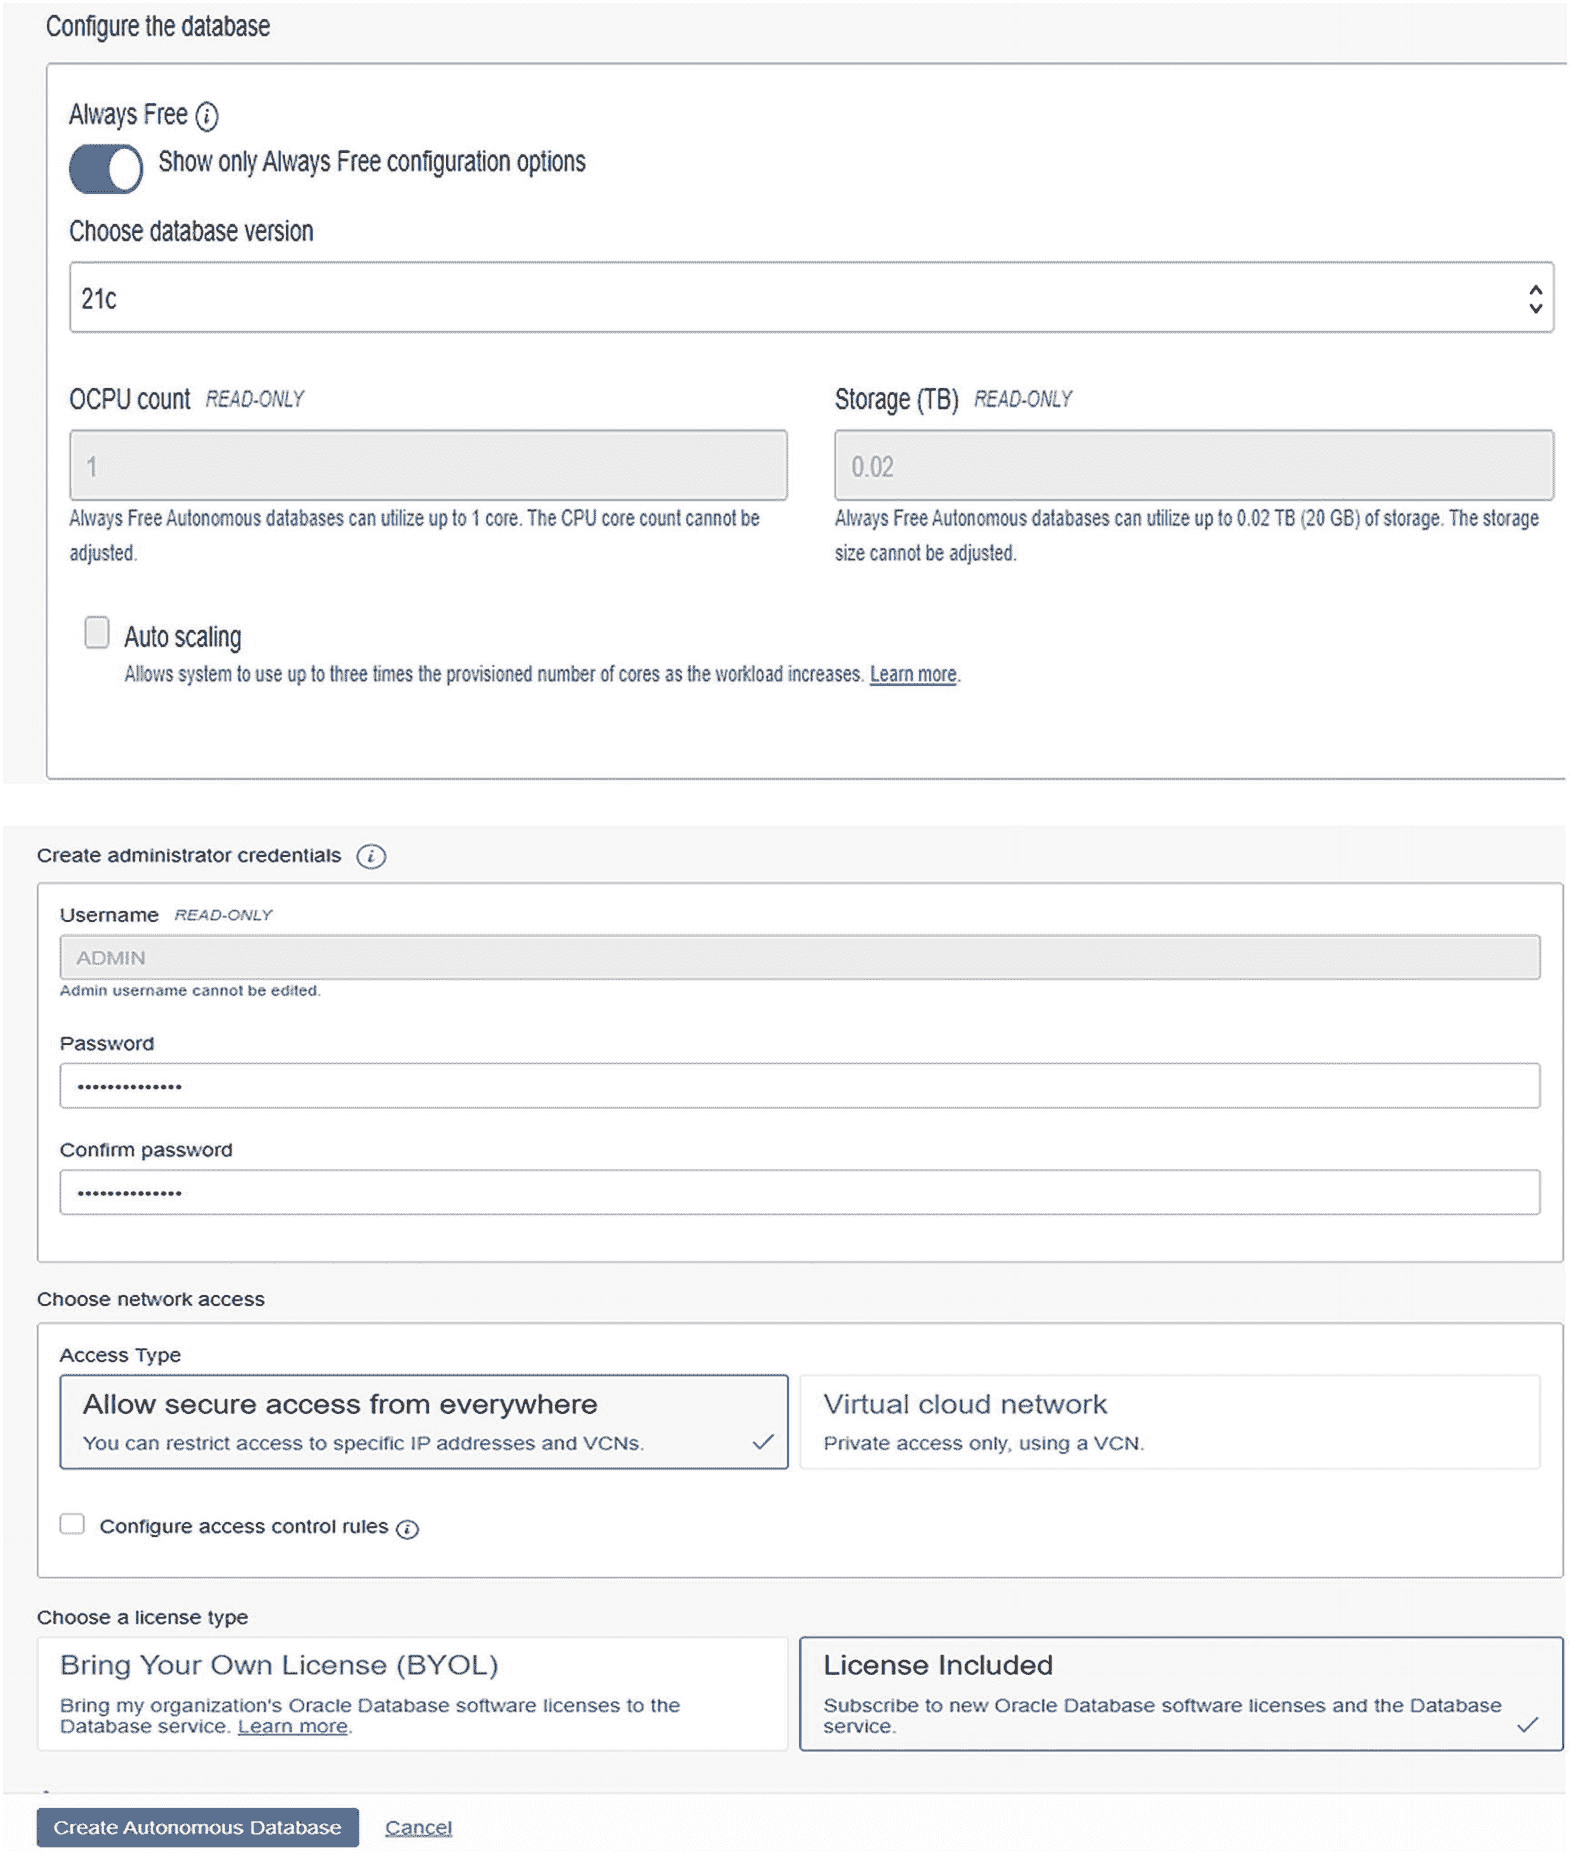 Configure the database
Always Free
Show only Always Free configuration options
Choose database version
21c
OCPU count READ-ONLY
1
Always Free Autonomous databases can utilize up to 1 core. The CPU core count cannot be
adjusted.
Storage (TB) READ-ONLY
0.02
Always Free Autonomous databases can utilize up to 0.02 TB (20 GB) of storage. The storage
size cannot be adjusted.
Auto scaling
Allows system to use up to three times the provisioned number of cores as the workload increases. Learn more.
Create administrator credentials
Username READ-ONLY
ADMIN
Admin username cannot be edited.
Password
••••••••••••••
Confirm password
••••••••••••••
Choose network access
Access Type
Allow secure access from everywhere
You can restrict access to specific IP addresses and VCNs.
Virtual cloud network
Private access only, using a VCN.
Configure access control rules
Choose a license type
Bring Your Own License (BYOL)
Bring my organization's Oracle Database software licenses to the
Database service. Learn more.
License Included
Subscribe to new Oracle Database software licenses and the Database
service.
Create Autonomous Database
Cancel